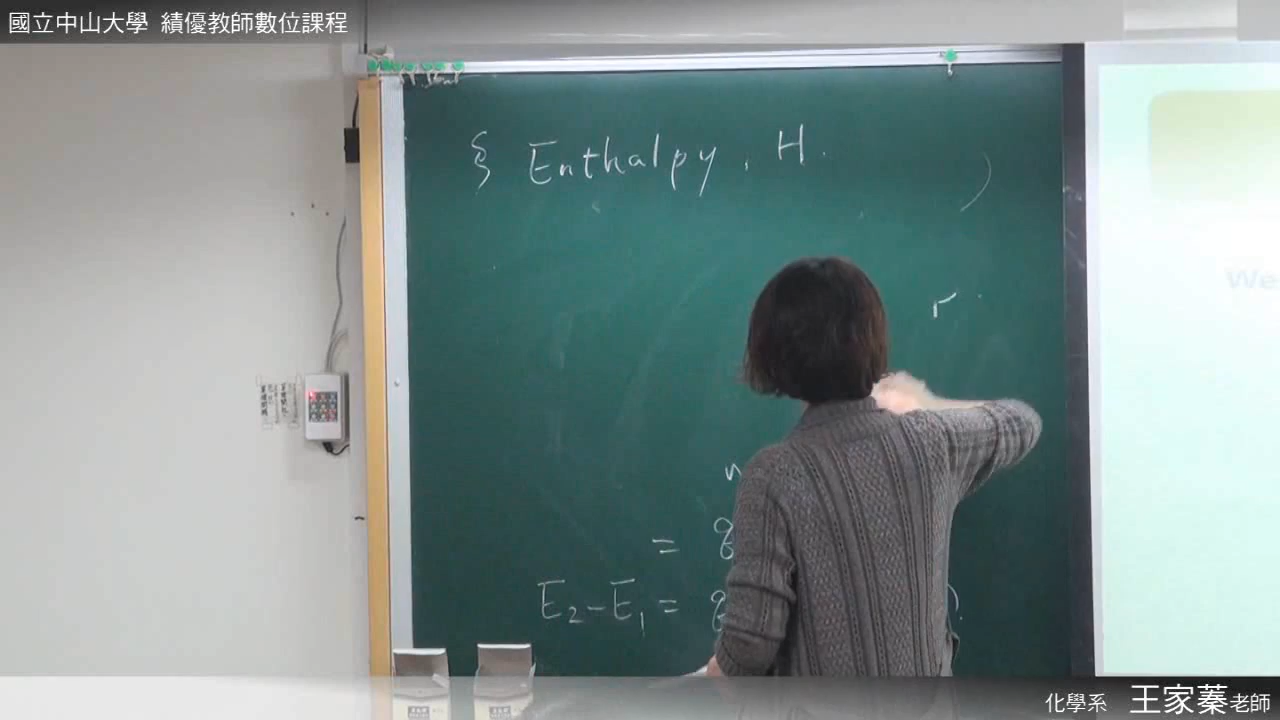 國立中山大學 績優教師數位課程
§ Enthalpy, H.
)
r
We
w
= q
E₂-E₁ = q ).
化學系 王家蓁老師